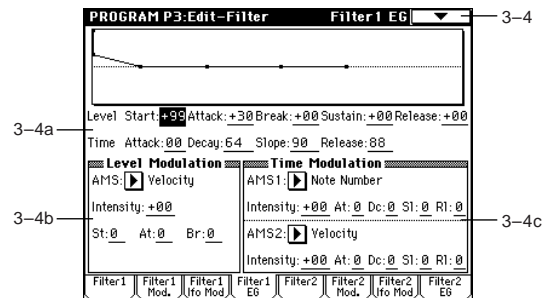 PROGRAM P3:Edit-Filter Filter1 EG
3–4
Level Start:+99 Attack:+30 Break:+00 Sustain:+00 Release:+00
3–4a
Time Attack:00 Decay:64 Slope:90 Release:88
Level Modulation Time Modulation
AMS: Velocity AMS1: Note Number
Intensity:+00 Intensity:+00 At:0 Dc:0 Sl:0 Rl:0
3–4b
3–4c
St:0 At:0 Br:0 AMS2: Velocity
Intensity:+00 At:0 Dc:0 Sl:0 Rl:0
Filter1 Filter1 Mod. Filter1 lfo Mod Filter1 EG Filter2 Filter2 Mod. Filter2 lfo Mod Filter2 EG